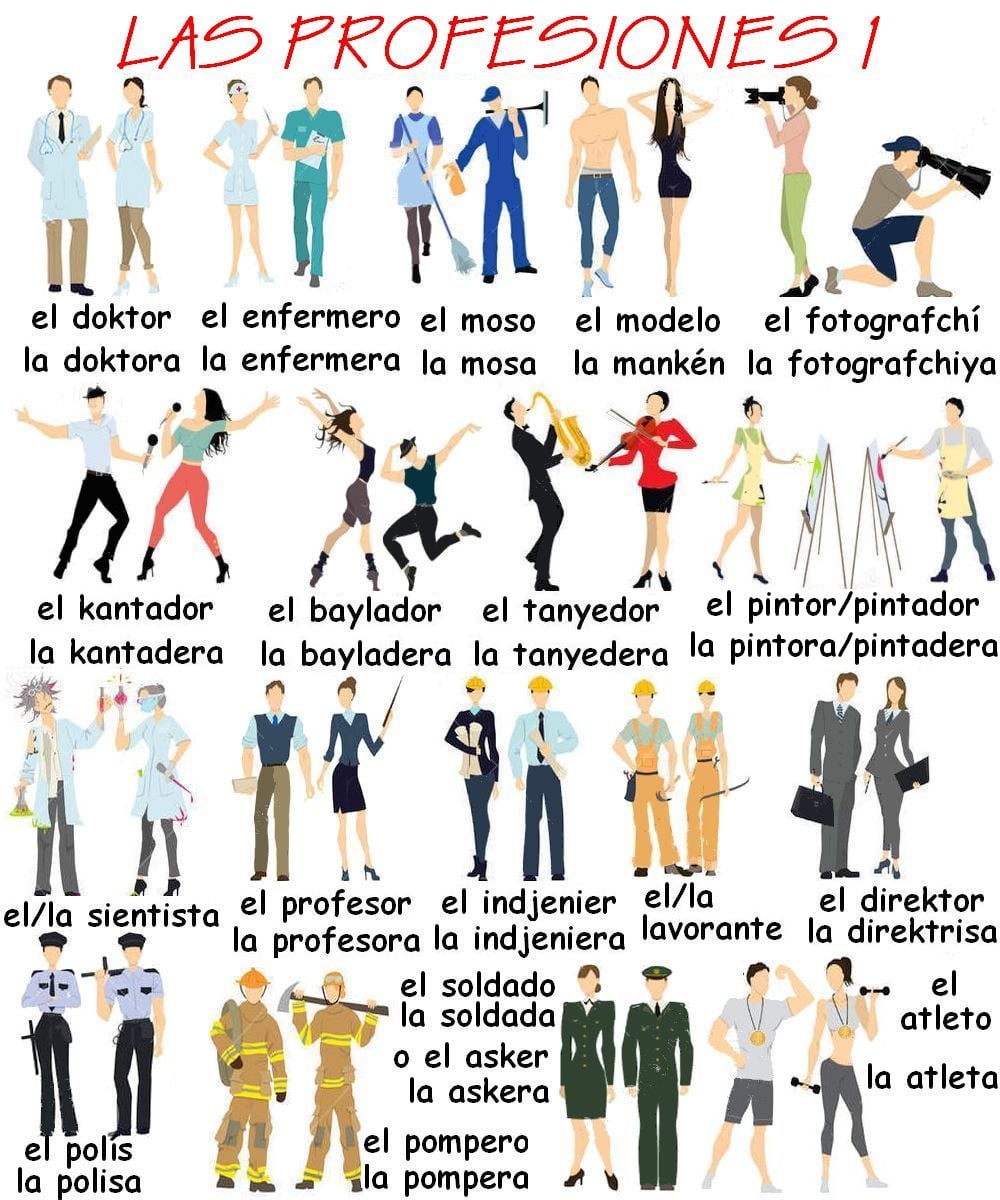 LAS PROFESIONES 1
el doktor
la doktora
el enfermero
la enfermera
el moso
la mosa
el modelo
la mankén
el fotografchí
la fotografchiya
el kantador
la kantadera
el baylador
la bayladera
el tanyedor
la tanyedera
el pintor/pintador
la pintora/pintadera
el/la sientista
el profesor
la profesora
el indjenier
la indjeniera
el/la
lavorante
el direktor
la direktrisa
el polís
la polisa
el pompero
la pompera
el soldado
la soldada
o el asker
la askera
el
atleto
la atleta